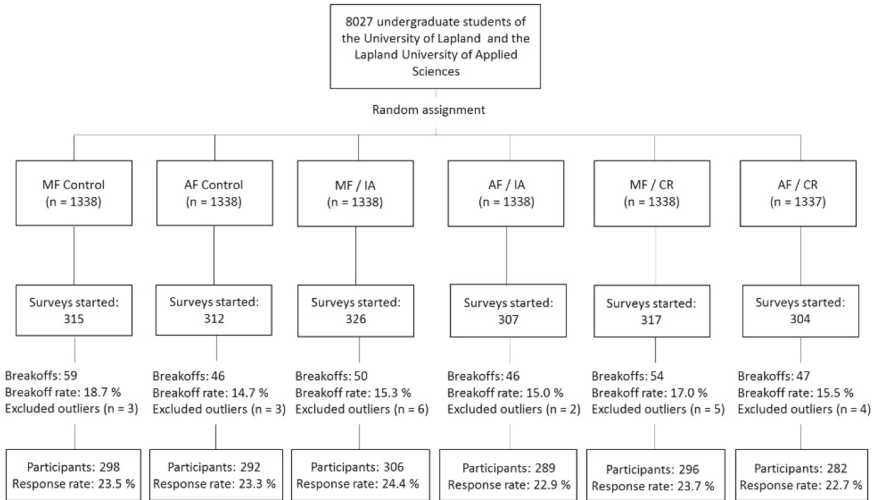 8027 undergraduate students of
the University of Lapland and the
Lapland University of Applied
Sciences
Random assignment
MF Control
(n = 1338)
AF Control
(n = 1338)
MF / IA
(n = 1338)
AF / IA
(n = 1338)
MF / CR
(n = 1338)
AF / CR
(n = 1337)
Surveys started:
315
Surveys started:
312
Surveys started:
326
Surveys started:
307
Surveys started:
317
Surveys started:
304
Breakoffs: 59
Breakoff rate: 18.7 %
Excluded outliers (n = 3)
Breakoffs: 46
Breakoff rate: 14.7 %
Excluded outliers (n = 3)
Breakoffs: 50
Breakoff rate: 15.3 %
Excluded outliers (n = 6)
Breakoffs: 46
Breakoff rate: 15.0 %
Excluded outliers (n = 2)
Breakoffs: 54
Breakoff rate: 17.0 %
Excluded outliers (n = 5)
Breakoffs: 47
Breakoff rate: 15.5 %
Excluded outliers (n = 4)
Participants: 298
Response rate: 23.5 %
Participants: 292
Response rate: 23.3 %
Participants: 306
Response rate: 24.4 %
Participants: 289
Response rate: 22.9 %
Participants: 296
Response rate: 23.7 %
Participants: 282
Response rate: 22.7 %